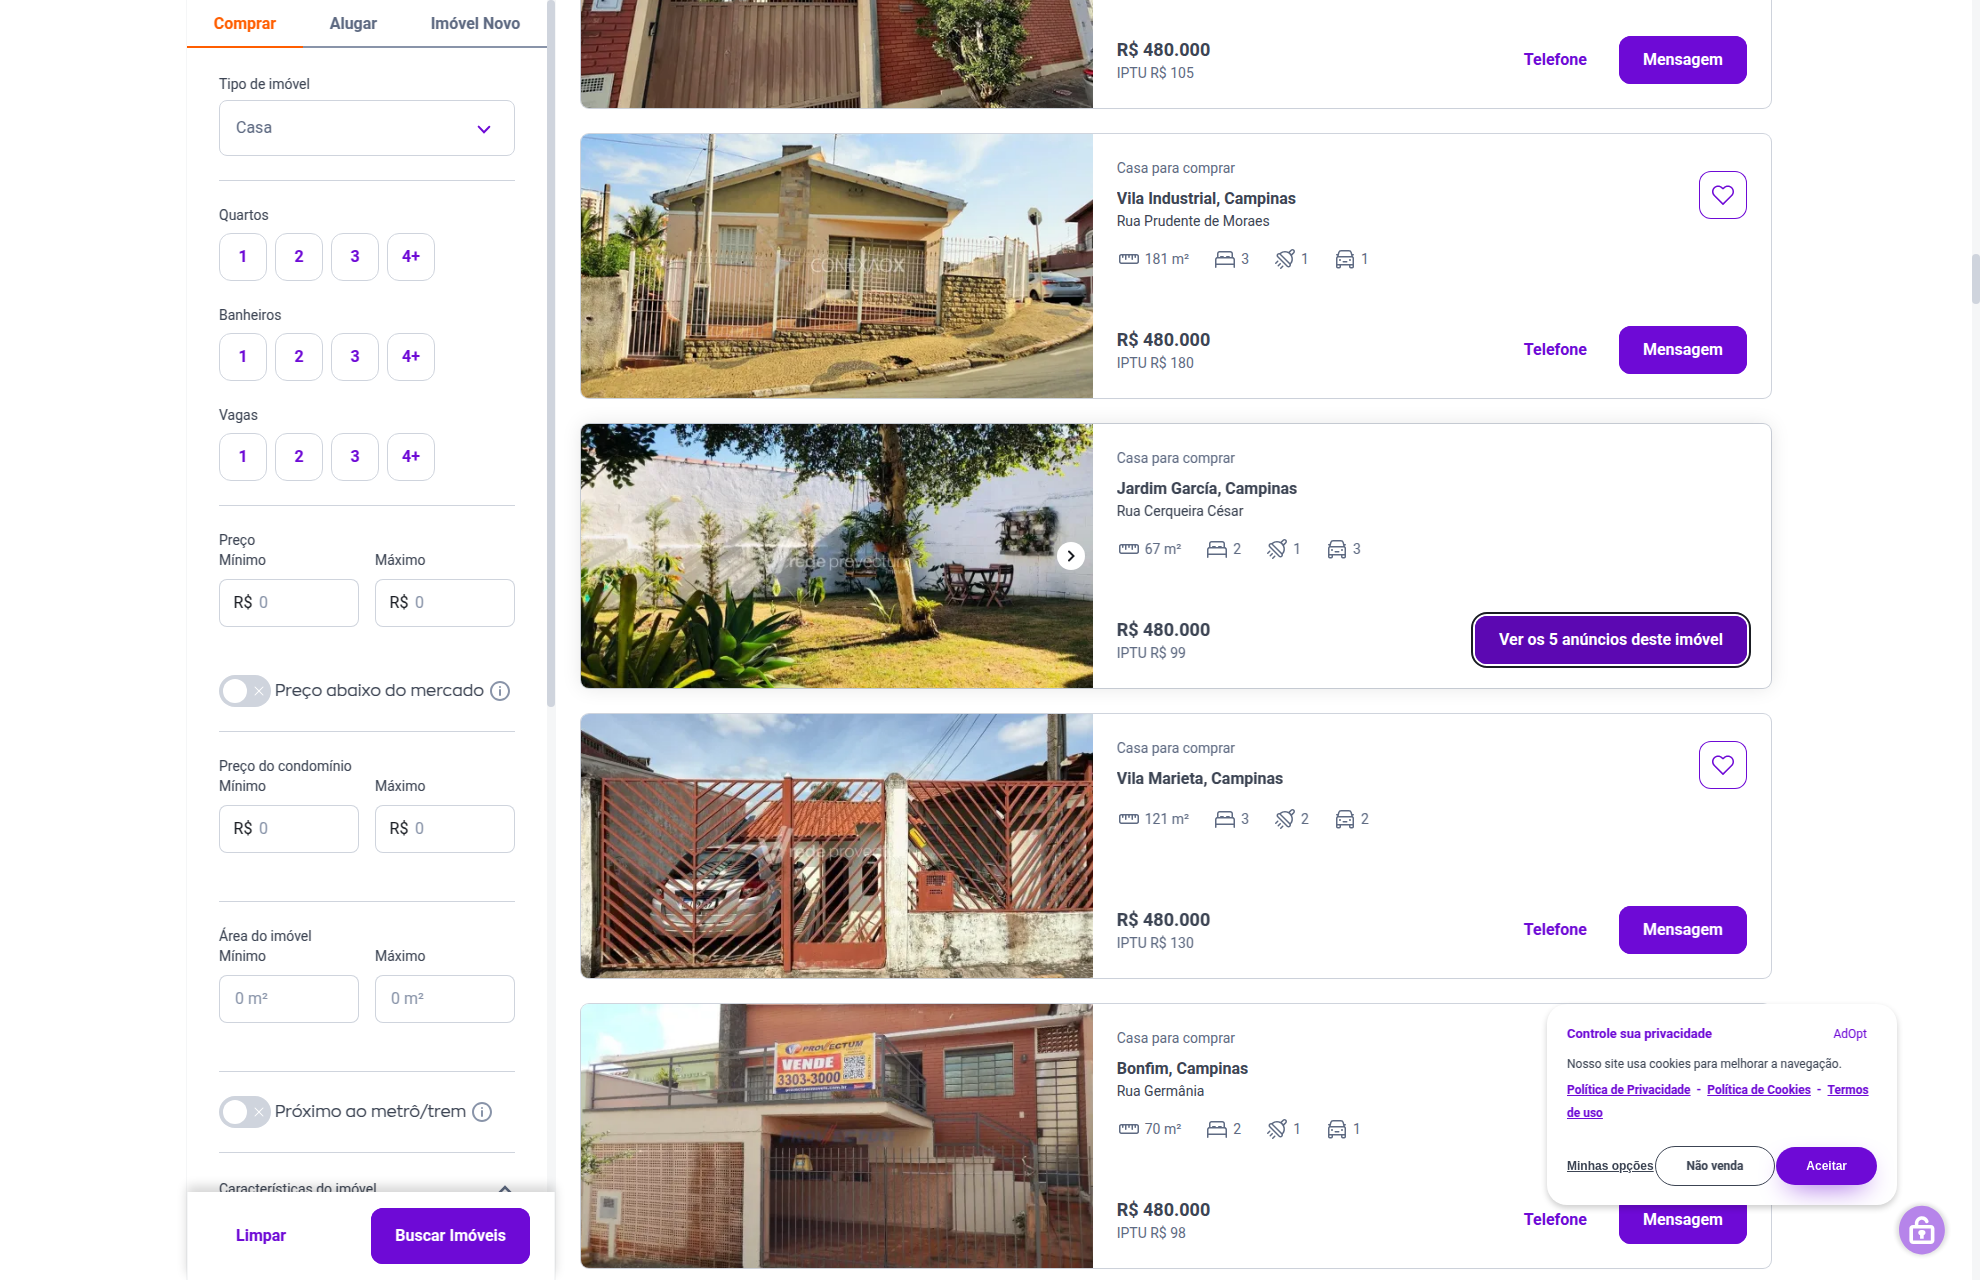 Comprar
Alugar
Imóvel Novo
Tipo de imóvel
Casa
Quartos
1
2
3
4+
Banheiros
1
2
3
4+
Vagas
1
2
3
4+
Preço
Mínimo
Máximo
R$ 0
R$ 0
Preço abaixo do mercado
Preço do condomínio
Mínimo
Máximo
R$ 0
R$ 0
Área do imóvel
Mínimo
Máximo
0 m²
0 m²
Próximo ao metrô/trem
Características do imóvel
Limpar
Buscar Imóveis
R$ 480.000
IPTU R$ 105
Telefone
Mensagem
CONEXAOX
Casa para comprar
Vila Industrial, Campinas
Rua Prudente de Moraes
181 m²
3
1
1
R$ 480.000
IPTU R$ 180
Telefone
Mensagem
rede provectum
Casa para comprar
Jardim García, Campinas
Rua Cerqueira César
67 m²
2
1
3
R$ 480.000
IPTU R$ 99
Ver os 5 anúncios deste imóvel
rede provectum
Casa para comprar
Vila Marieta, Campinas
121 m²
3
2
2
R$ 480.000
IPTU R$ 130
Telefone
Mensagem
PROVECTUM
VENDE
3303-3000
Casa para comprar
Bonfim, Campinas
Rua Germânia
70 m²
2
1
1
R$ 480.000
IPTU R$ 98
Telefone
Mensagem
Controle sua privacidade
AdOpt
Nosso site usa cookies para melhorar a navegação.
Política de Privacidade - Política de Cookies - Termos
de uso
Minhas opções
Não venda
Aceitar